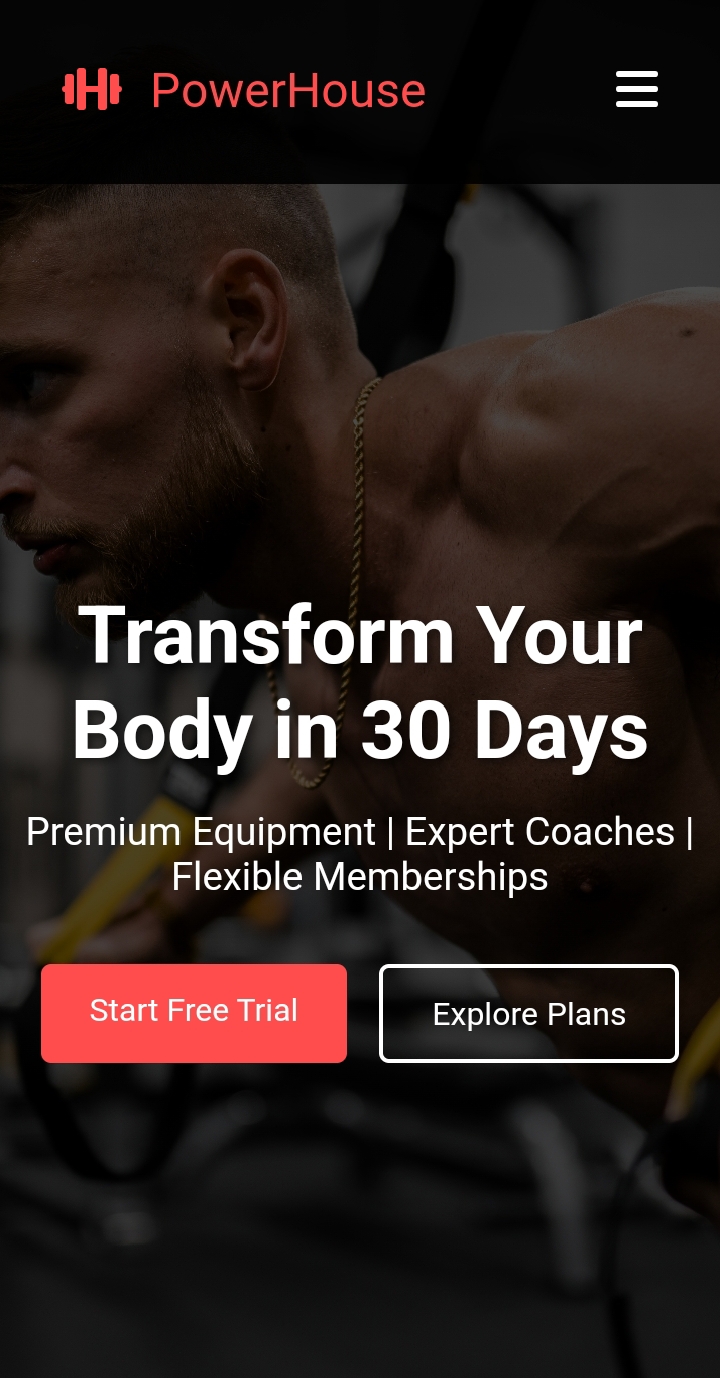 PowerHouse
Transform Your
Body in 30 Days
Premium Equipment | Expert Coaches |
Flexible Memberships
Start Free Trial
Explore Plans